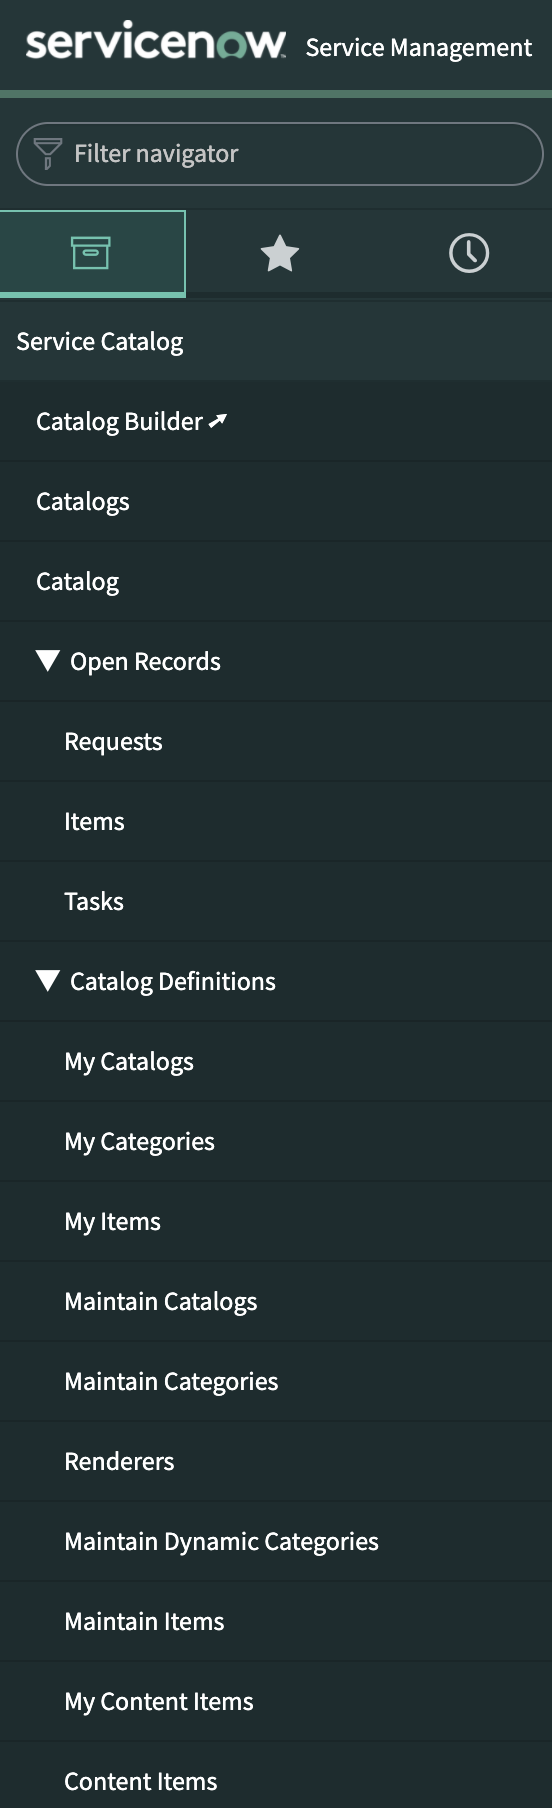 servicenow™ Service Management
Filter navigator
Service Catalog
Catalog Builder
Catalogs
Catalog
Open Records
Requests
Items
Tasks
Catalog Definitions
My Catalogs
My Categories
My Items
Maintain Catalogs
Maintain Categories
Renderers
Maintain Dynamic Categories
Maintain Items
My Content Items
Content Items